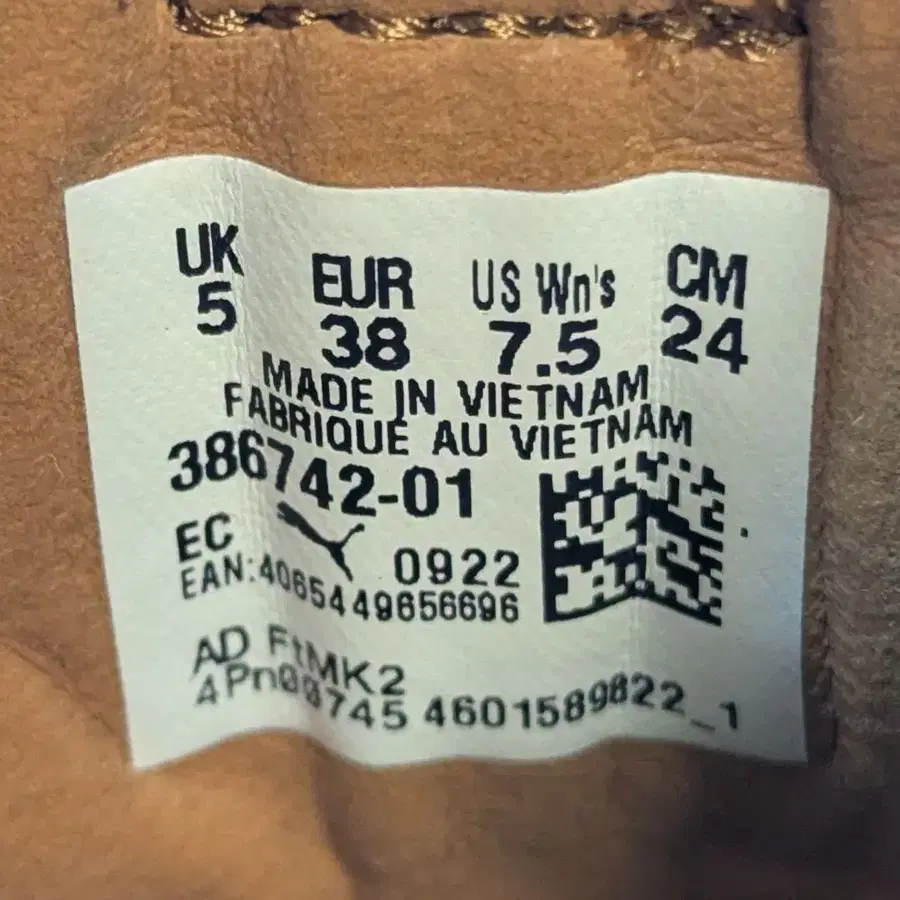 UK EUR US Wn's CM
5 38 7.5 24
MADE IN VIETNAM
FABRIQUE AU VIETNAM
386742-01
EC 0922
EAN:4065449656696
AD FtMK2
4Pn00745 4601589822_1